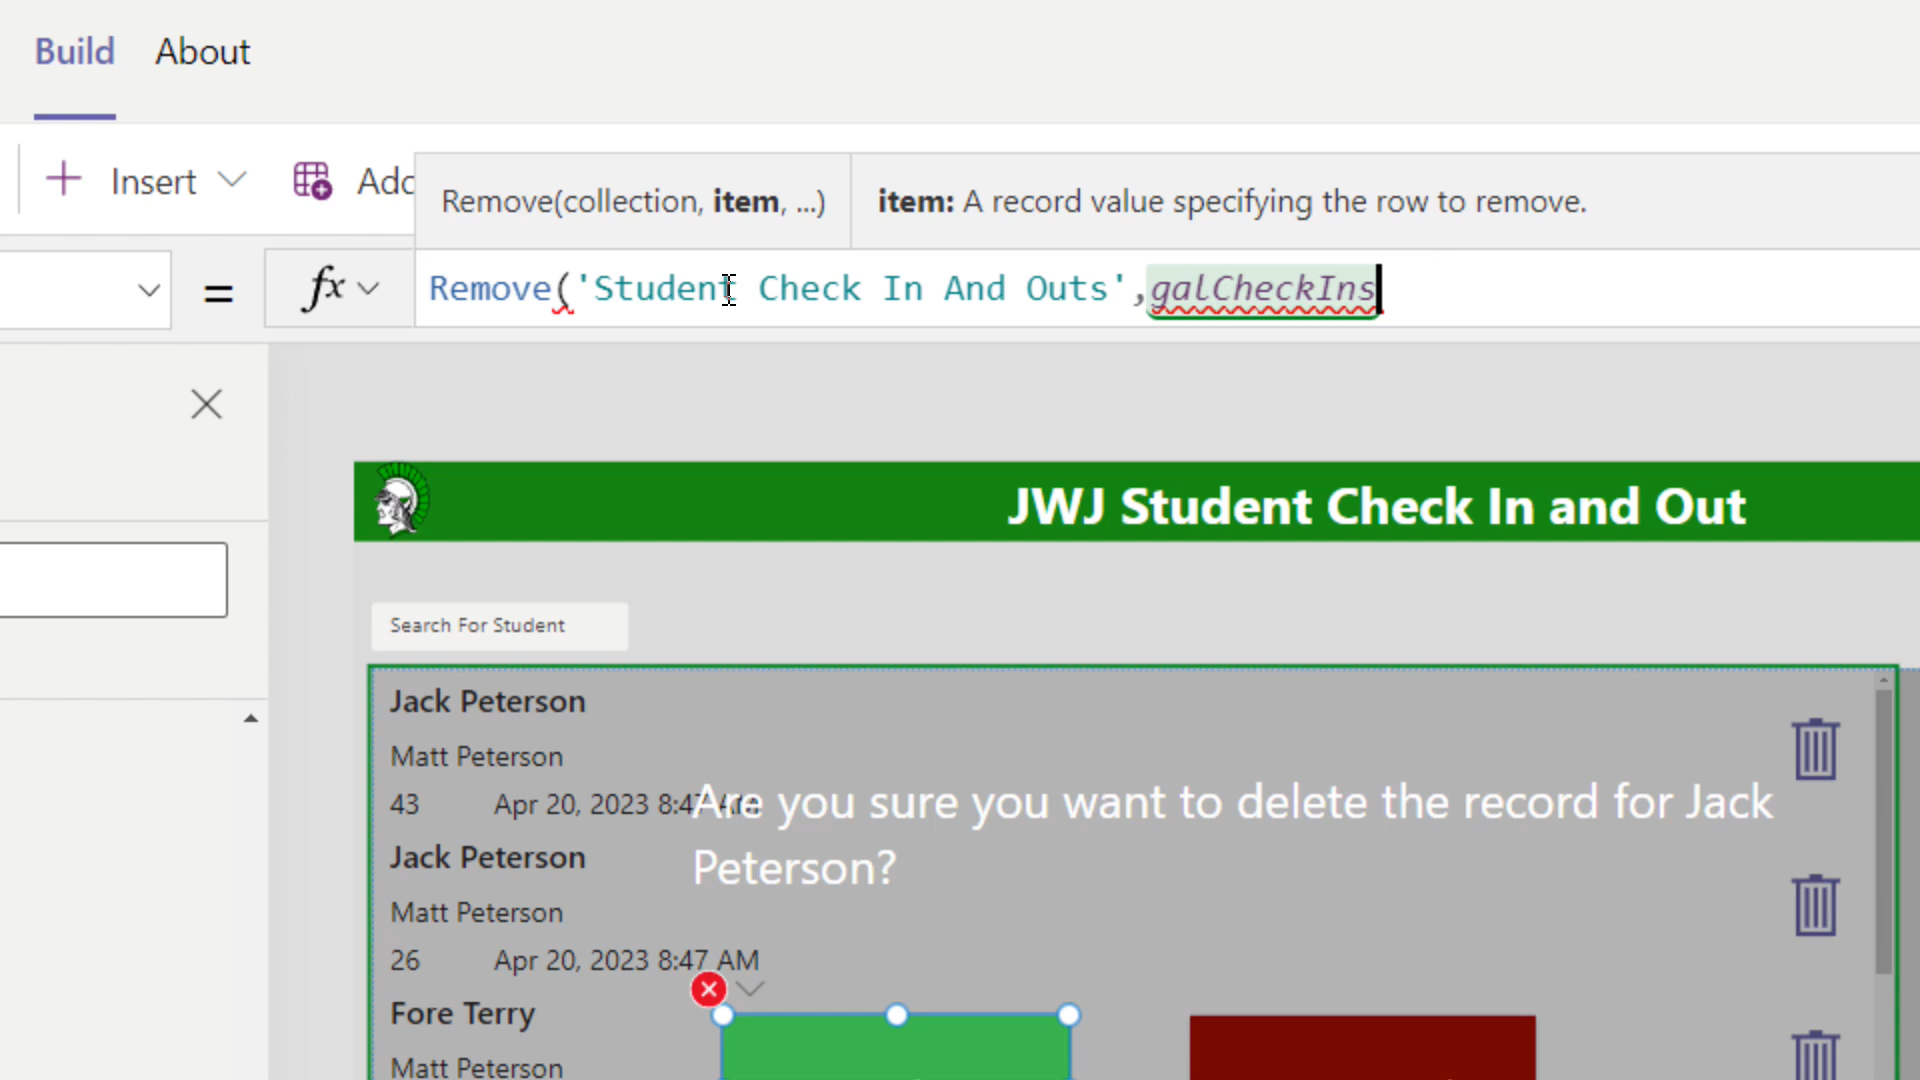 Build About
Insert Add
Remove(collection, item, ...) item: A record value specifying the row to remove.
= fx Remove('Student Check In And Outs',galCheckIns
JWJ Student Check In and Out
Search For Student
Jack Peterson
Matt Peterson
43 Apr 20, 2023 8:47 AM
Are you sure you want to delete the record for Jack
Peterson?
Jack Peterson
Matt Peterson
26 Apr 20, 2023 8:47 AM
Fore Terry
Matt Peterson